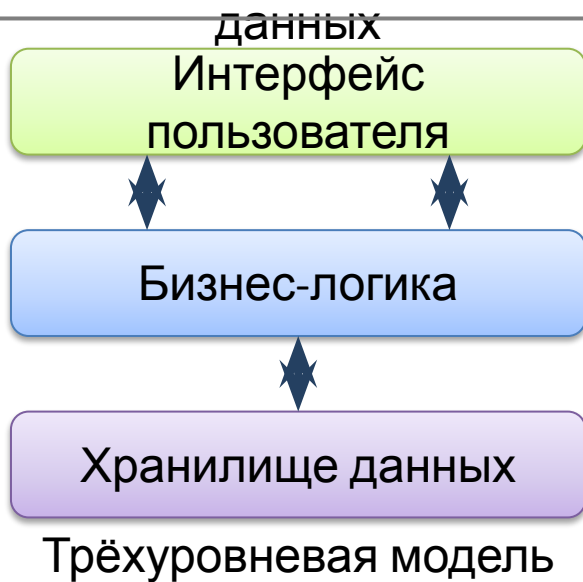 данных
Интерфейс
пользователя
Бизнес-логика
Хранилище данных
Трёхуровневая модель